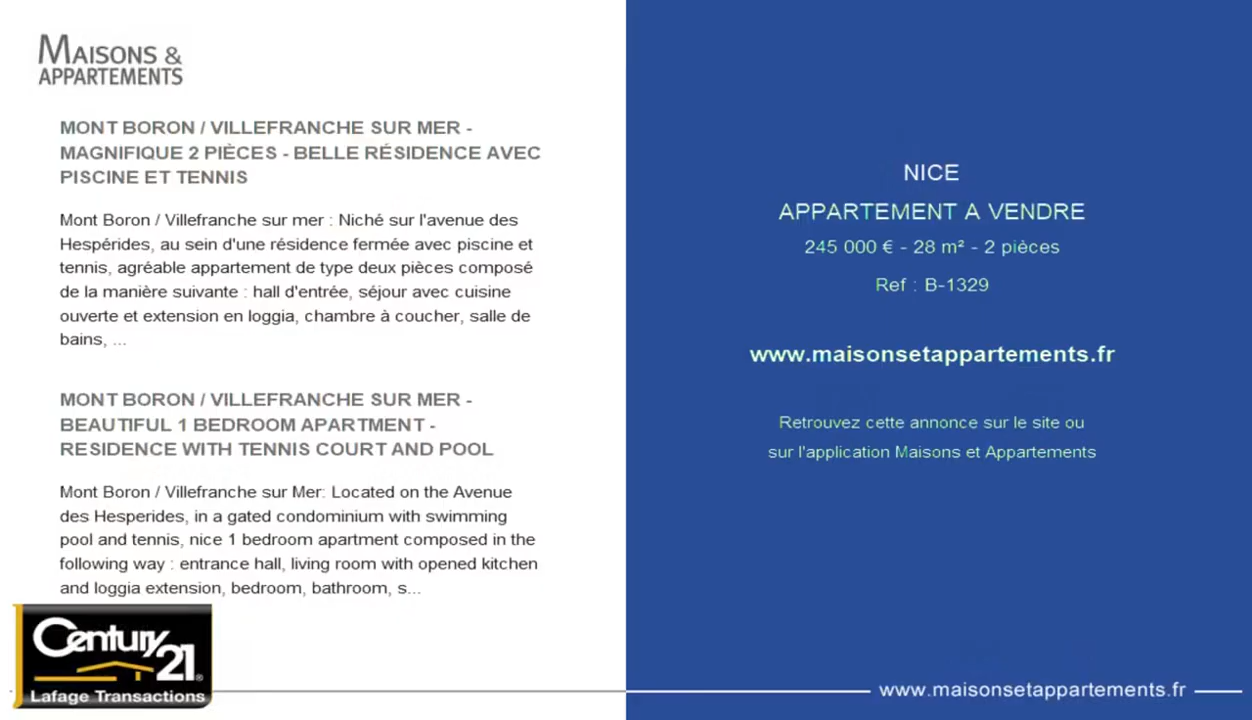 MAISONS &
APPARTEMENTS
MONT BORON / VILLEFRANCHE SUR MER -
MAGNIFIQUE 2 PIÈCES - BELLE RÉSIDENCE AVEC
PISCINE ET TENNIS
Mont Boron / Villefranche sur mer : Niché sur l'avenue des
Hespérides, au sein d'une résidence fermée avec piscine et
tennis, agréable appartement de type deux pièces composé
de la manière suivante : hall d'entrée, séjour avec cuisine
ouverte et extension en loggia, chambre à coucher, salle de
bains, ...
MONT BORON / VILLEFRANCHE SUR MER -
BEAUTIFUL 1 BEDROOM APARTMENT -
RESIDENCE WITH TENNIS COURT AND POOL
Mont Boron / Villefranche sur Mer: Located on the Avenue
des Hesperides, in a gated condominium with swimming
pool and tennis, nice 1 bedroom apartment composed in the
following way : entrance hall, living room with opened kitchen
and loggia extension, bedroom, bathroom, s...
Century 21®
Lafage Transactions
NICE
APPARTEMENT A VENDRE
245 000 € - 28 m² - 2 pièces
Ref : B-1329
www.maisonsetappartements.fr
Retrouvez cette annonce sur le site ou
sur l'application Maisons et Appartements
www.maisonsetappartements.fr